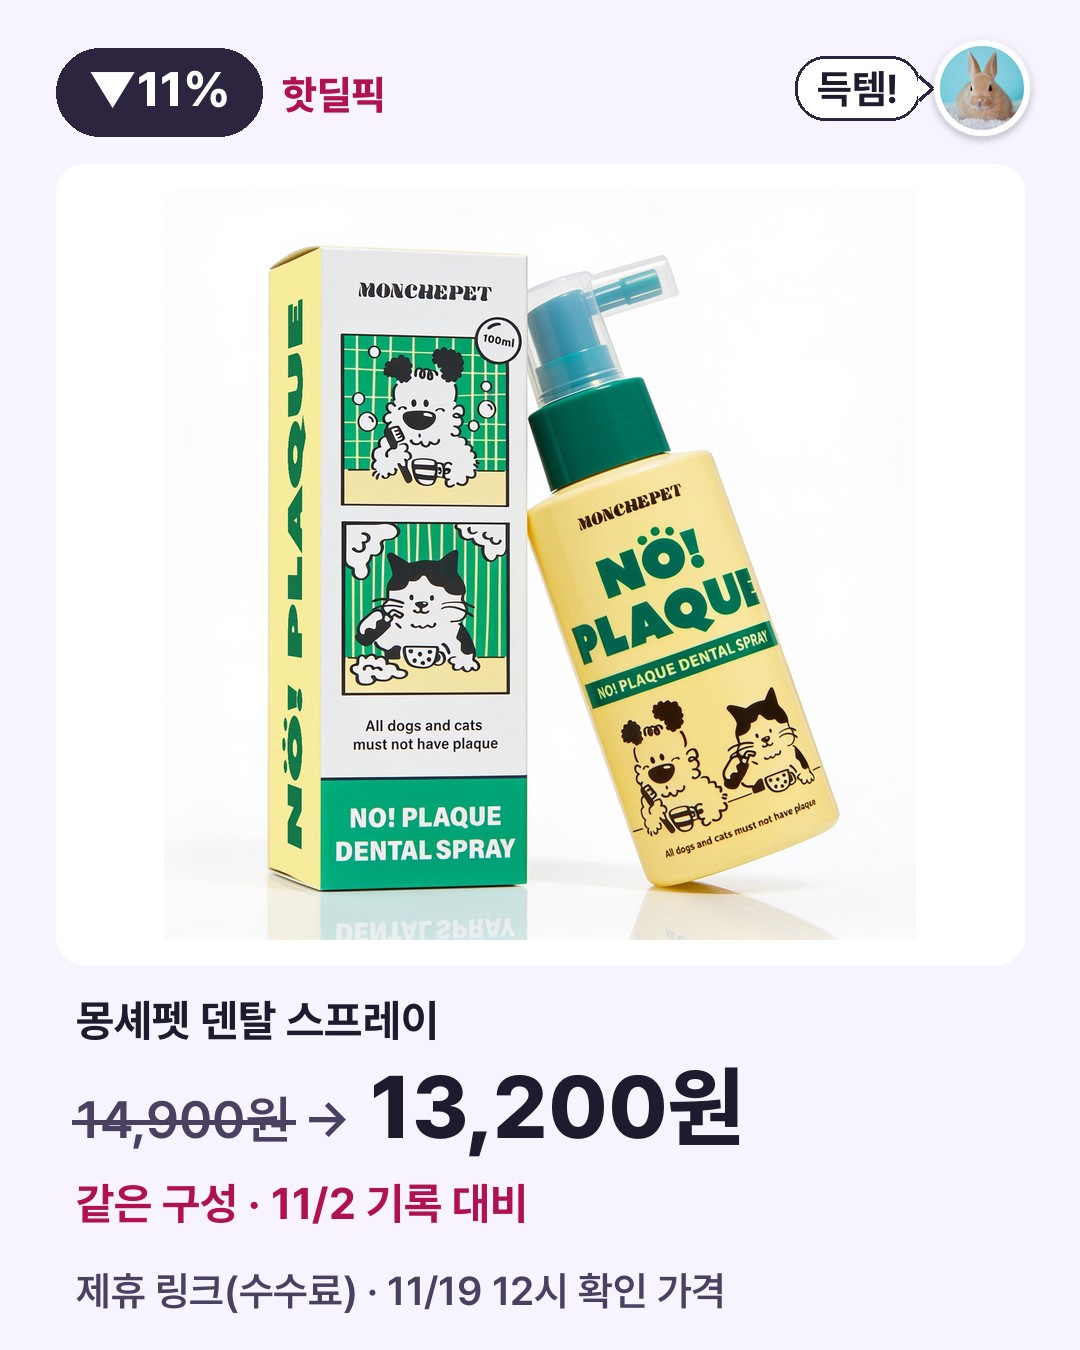 ▼11%
핫딜픽
득템!
MONCHEPET
100ml
NÖ! PLAQUE
All dogs and cats
must not have plaque
NO! PLAQUE
DENTAL SPRAY
DENTAL SPRAY
MONCHEPET
NÖ!
PLAQUE
NO! PLAQUE DENTAL SPRAY
All dogs and cats must not have plaque
몽셰펫 덴탈 스프레이
14,900원 → 13,200원
같은 구성 · 11/2 기록 대비
제휴 링크(수수료) · 11/19 12시 확인 가격